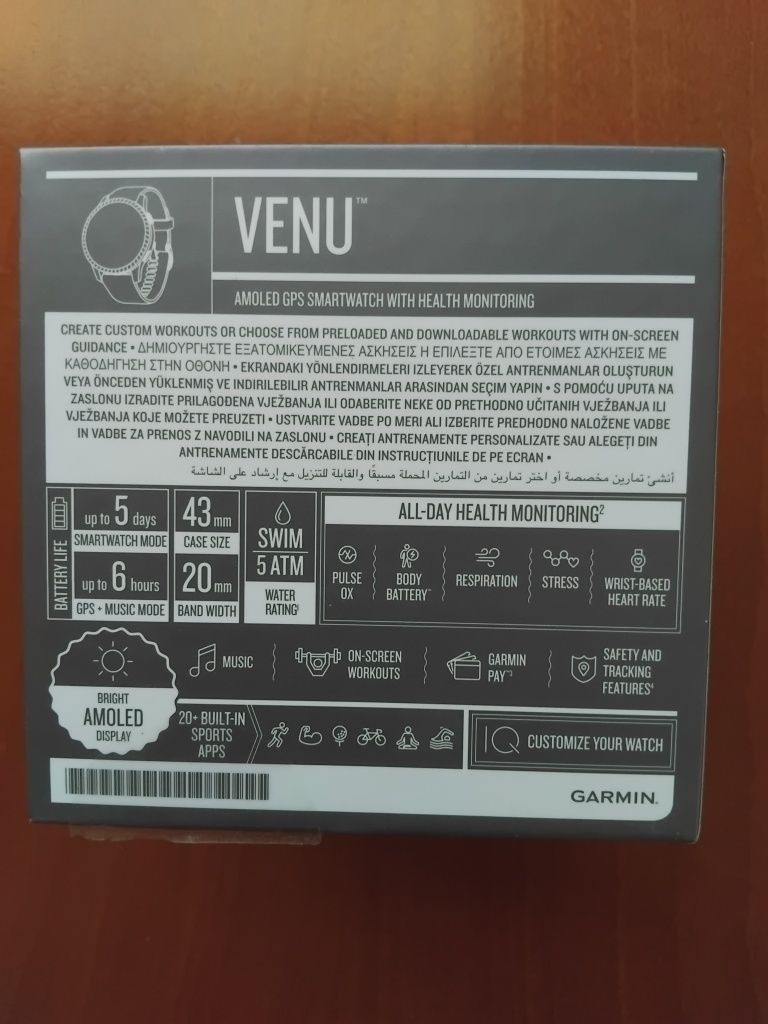 VENU™
AMOLED GPS SMARTWATCH WITH HEALTH MONITORING
CREATE CUSTOM WORKOUTS OR CHOOSE FROM PRELOADED AND DOWNLOADABLE WORKOUTS WITH ON-SCREEN
GUIDANCE • ΔΗΜΙΟΥΡΓΗΣΤΕ ΕΞΑΤΟΜΙΚΕΥΜΕΝΕΣ ΑΣΚΗΣΕΙΣ Η ΕΠΙΛΕΞΤΕ ΑΠΟ ΕΤΟΙΜΕΣ ΑΣΚΗΣΕΙΣ ΜΕ
ΚΑΘΟΔΗΓΗΣΗ ΣΤΗΝ ΟΘΟΝΗ • EKRANDAKI YÖNLENDIRMELERI IZLEYEREK ÖZEL ANTRENMANLAR OLUŞTURUN
VEYA ÖNCEDEN YÜKLENMIŞ VE INDIRILEBILIR ANTRENMANLAR ARASINDAN SEÇIM YAPIN • S POMOĆU UPUTA NA
ZASLONU IZRADITE PRILAGOĐENA VJEŽBANJA ILI ODABERITE NEKE OD PRETHODNO UČITANIH VJEŽBANJA ILI
VJEŽBANJA KOJE MOŽETE PREUZETI • USTVARITE VADBE PO MERI ALI IZBERITE PREDHODNO NALOŽENE VADBE
IN VADBE ZA PRENOS Z NAVODILI NA ZASLONU • CREAȚI ANTRENAMENTE PERSONALIZATE SAU ALEGEȚI DIN
ANTRENAMENTE DESCĂRCABILE DIN INSTRUCȚIUNILE DE PE ECRAN •
أنشئ تمارين مخصصة أو اختر تمارين من التمارين المحملة مسبقًا والقابلة للتنزيل مع إرشاد على الشاشة
BATTERY LIFE
up to 5 days
SMARTWATCH MODE
up to 6 hours
GPS + MUSIC MODE
43 mm
CASE SIZE
20 mm
BAND WIDTH
SWIM
5 ATM
WATER
RATING¹
ALL-DAY HEALTH MONITORING²
PULSE
OX
BODY
BATTERY™
RESPIRATION
STRESS
WRIST-BASED
HEART RATE
MUSIC
ON-SCREEN
WORKOUTS
GARMIN
PAY™³
SAFETY AND
TRACKING
FEATURES⁴
BRIGHT
AMOLED
DISPLAY
20+ BUILT-IN
SPORTS
APPS
IQ CUSTOMIZE YOUR WATCH
GARMIN.